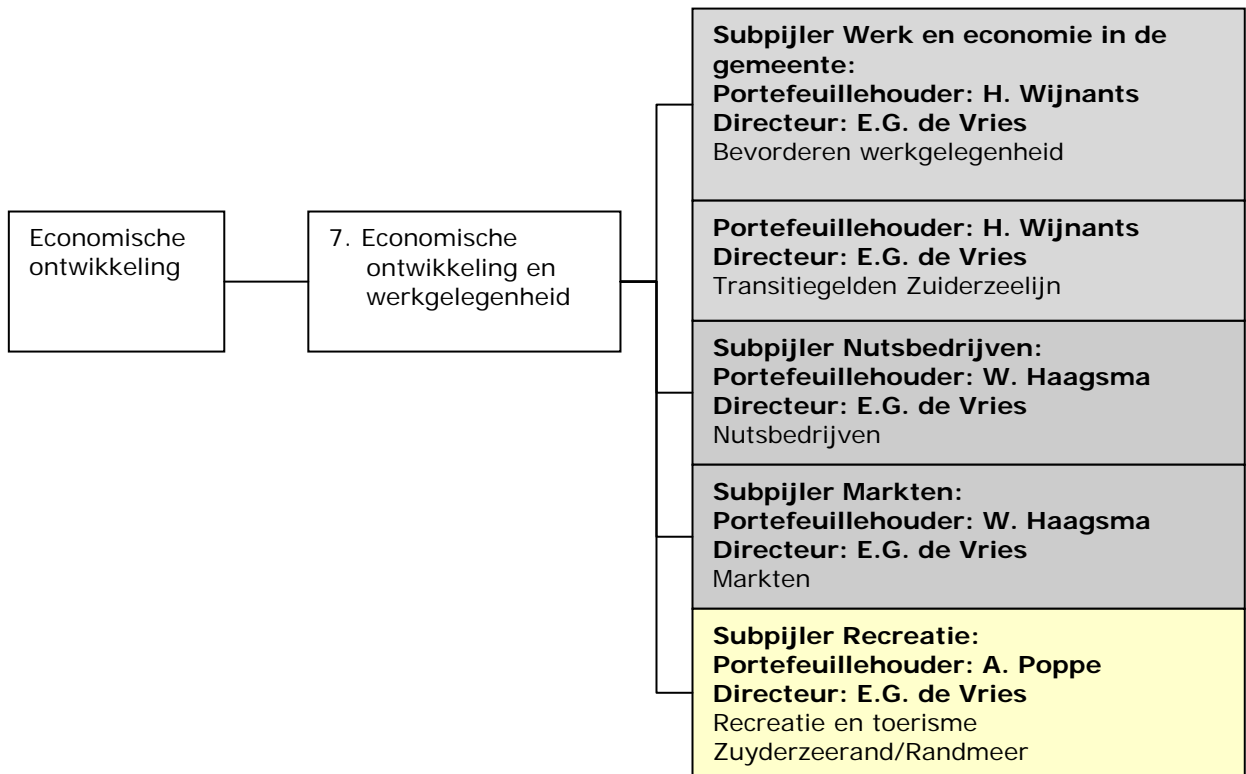 Economische
ontwikkeling
7. Economische
ontwikkeling en
werkgelegenheid
Subpijler Werk en economie in de
gemeente:
Portefeuillehouder: H. Wijnants
Directeur: E.G. de Vries
Bevorderen werkgelegenheid
Portefeuillehouder: H. Wijnants
Directeur: E.G. de Vries
Transitiegelden Zuiderzeelijn
Subpijler Nutsbedrijven:
Portefeuillehouder: W. Haagsma
Directeur: E.G. de Vries
Nutsbedrijven
Subpijler Markten:
Portefeuillehouder: W. Haagsma
Directeur: E.G. de Vries
Markten
Subpijler Recreatie:
Portefeuillehouder: A. Poppe
Directeur: E.G. de Vries
Recreatie en toerisme
Zuyderzeerand/Randmeer